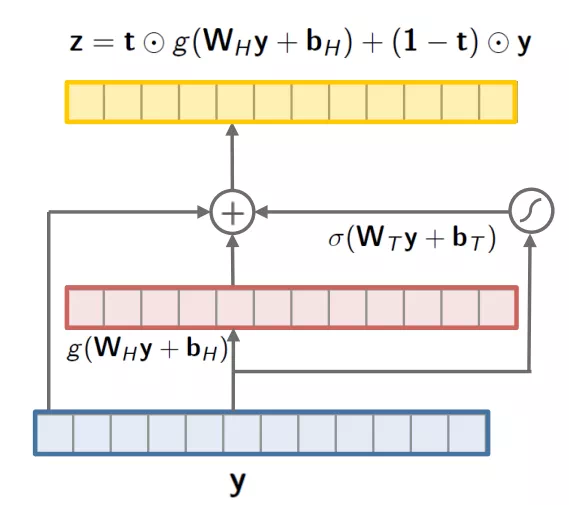 z = t ⊙ g(W_H y + b_H) + (1 − t) ⊙ y
+
σ(W_T y + b_T)
g(W_H y + b_H)
y